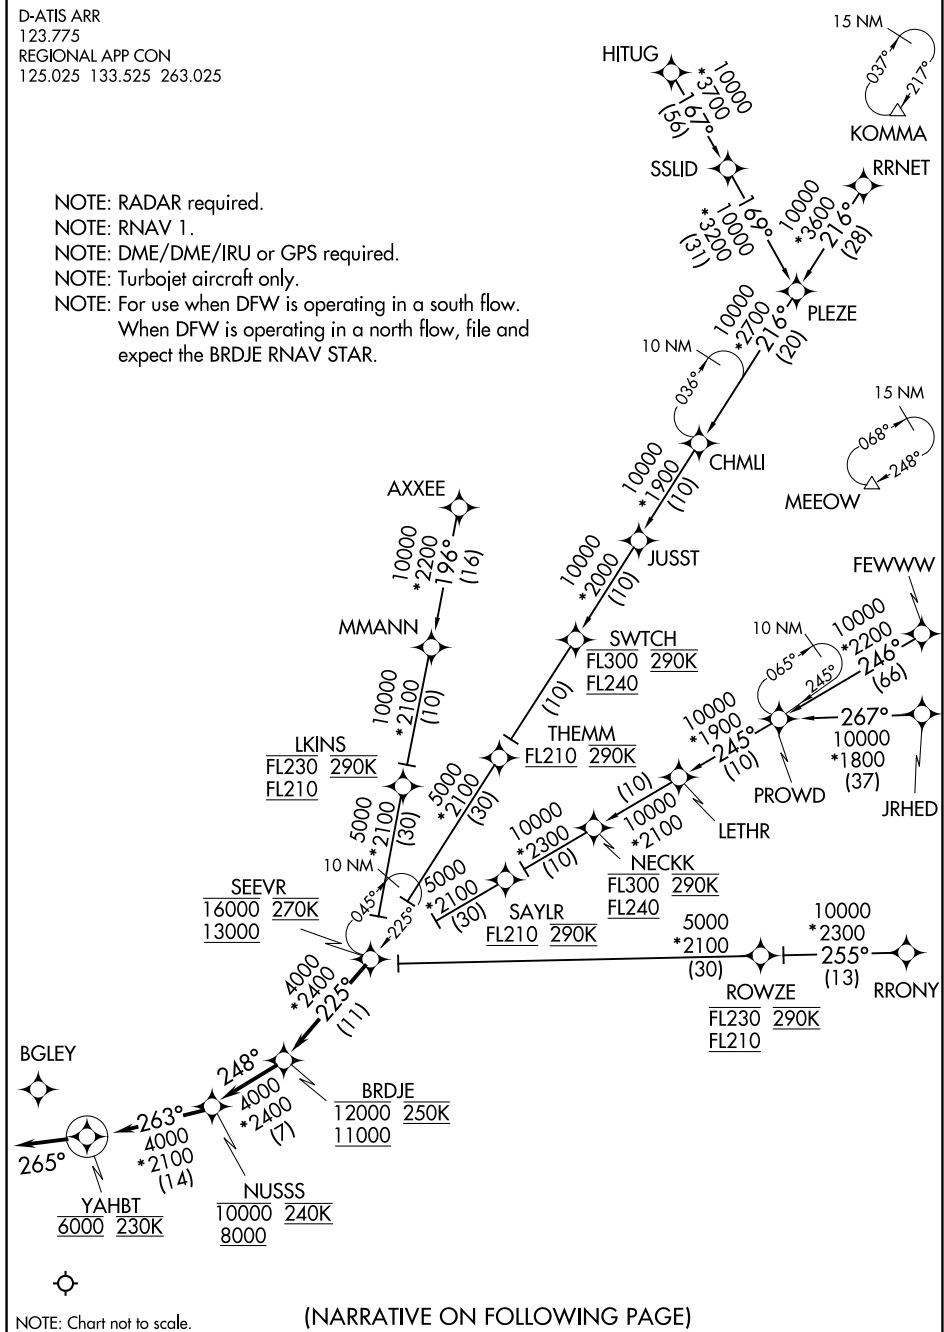 D-ATIS ARR
123.775
REGIONAL APP CON
125.025 133.525 263.025
NOTE: RADAR required.
NOTE: RNAV 1.
NOTE: DME/DME/IRU or GPS required.
NOTE: Turbojet aircraft only.
NOTE: For use when DFW is operating in a south flow.
When DFW is operating in a north flow, file and
expect the BRDJE RNAV STAR.
15 NM
037°
217°
KOMMA
HITUG
10000
*3700
167°
(56)
SSLID
169°
10000
*3200
(31)
RRNET
10000
*3600
216°
(28)
PLEZE
10000
*2700
216°
(20)
10 NM
036°
CHMLI
15 NM
068°
248°
MEEOW
10000
*1900
(10)
JUSST
10000
*2000
(10)
AXXEE
10000
*2200
196°
(16)
MMANN
10000
*2100
(10)
SWTCH
FL300 290K
FL240
(10)
THEMM
FL210 290K
5000
*2100
(30)
LKINS
FL230 290K
FL210
5000
*2100
(30)
FEWWW
10000
*2200
246°
(66)
10 NM
065°
245°
PROWD
267°
10000
*1800
(37)
JRHED
10000
*1900
245°
(10)
LETHR
(10)
10000
*2100
NECKK
FL300 290K
FL240
10000
*2300
(10)
SAYLR
FL210 290K
5000
*2100
(30)
10 NM
045°
225°
SEEVR
16000 270K
13000
5000
*2100
(30)
ROWZE
FL230 290K
FL210
10000
*2300
255°
(13)
RRONY
4000
*2400
225°
(11)
BRDJE
12000 250K
11000
248°
4000
*2400
(7)
NUSSS
10000 240K
8000
263°
4000
*2100
(14)
BGLEY
265°
YAHBT
6000 230K
NOTE: Chart not to scale.
(NARRATIVE ON FOLLOWING PAGE)